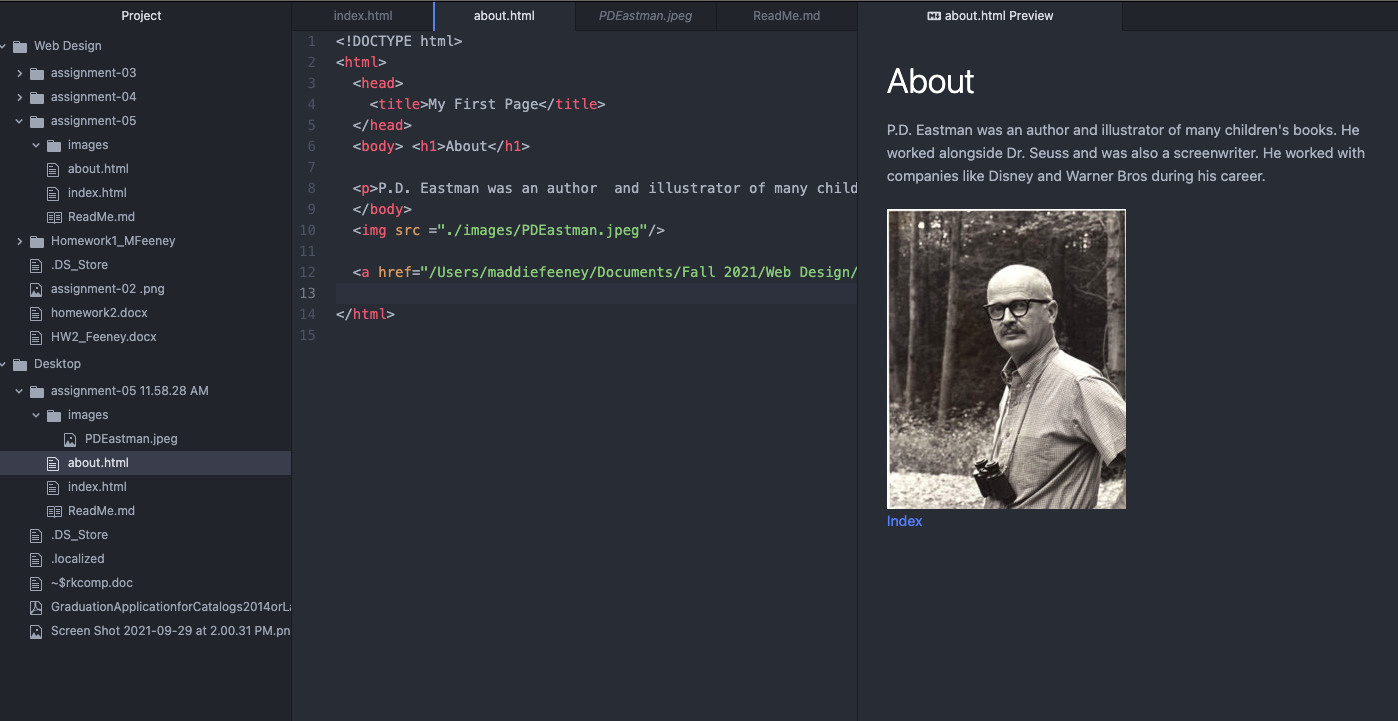 Project
Web Design
assignment-03
assignment-04
assignment-05
images
about.html
index.html
ReadMe.md
Homework1_MFeeney
.DS_Store
assignment-02 .png
homework2.docx
HW2_Feeney.docx
Desktop
assignment-05 11.58.28 AM
images
PDEastman.jpeg
about.html
index.html
ReadMe.md
.DS_Store
.localized
~$rkcomp.doc
GraduationApplicationforCatalogs2014orLa
Screen Shot 2021-09-29 at 2.00.31 PM.pn
index.html about.html PDEastman.jpeg ReadMe.md
1 <!DOCTYPE html>
2 <html>
3 <head>
4 <title>My First Page</title>
5 </head>
6 <body> <h1>About</h1>
7
8 <p>P.D. Eastman was an author  and illustrator of many child
9 </body>
10 <img src ="./images/PDEastman.jpeg"/>
11
12 <a href="/Users/maddiefeeney/Documents/Fall 2021/Web Design/
13
14 </html>
15
about.html Preview
About
P.D. Eastman was an author and illustrator of many children's books. He
worked alongside Dr. Seuss and was also a screenwriter. He worked with
companies like Disney and Warner Bros during his career.
Index